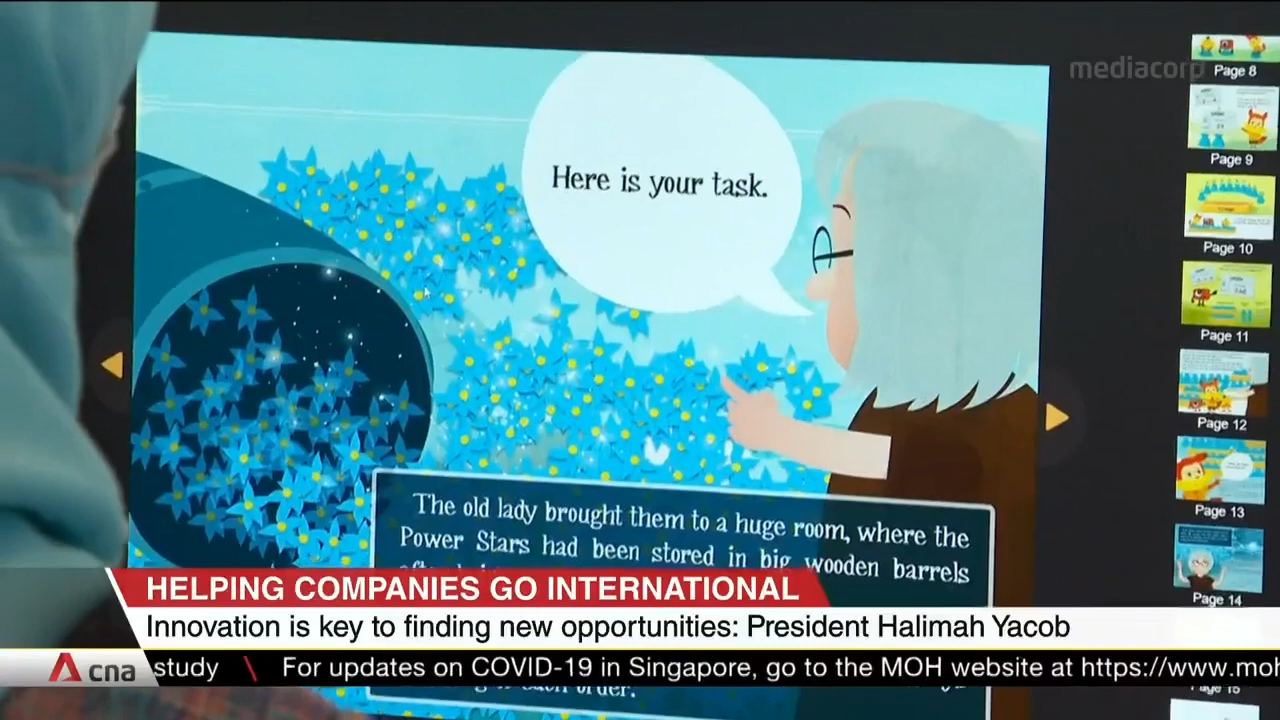 mediacorp
Page 8
Page 9
Page 10
Page 11
Page 12
Page 13
Page 14
Page 15
Here is your task.
The old lady brought them to a huge room, where the
Power Stars had been stored in big wooden barrels
order.
HELPING COMPANIES GO INTERNATIONAL
Innovation is key to finding new opportunities: President Halimah Yacob
cna study \ For updates on COVID-19 in Singapore, go to the MOH website at https://www.moh